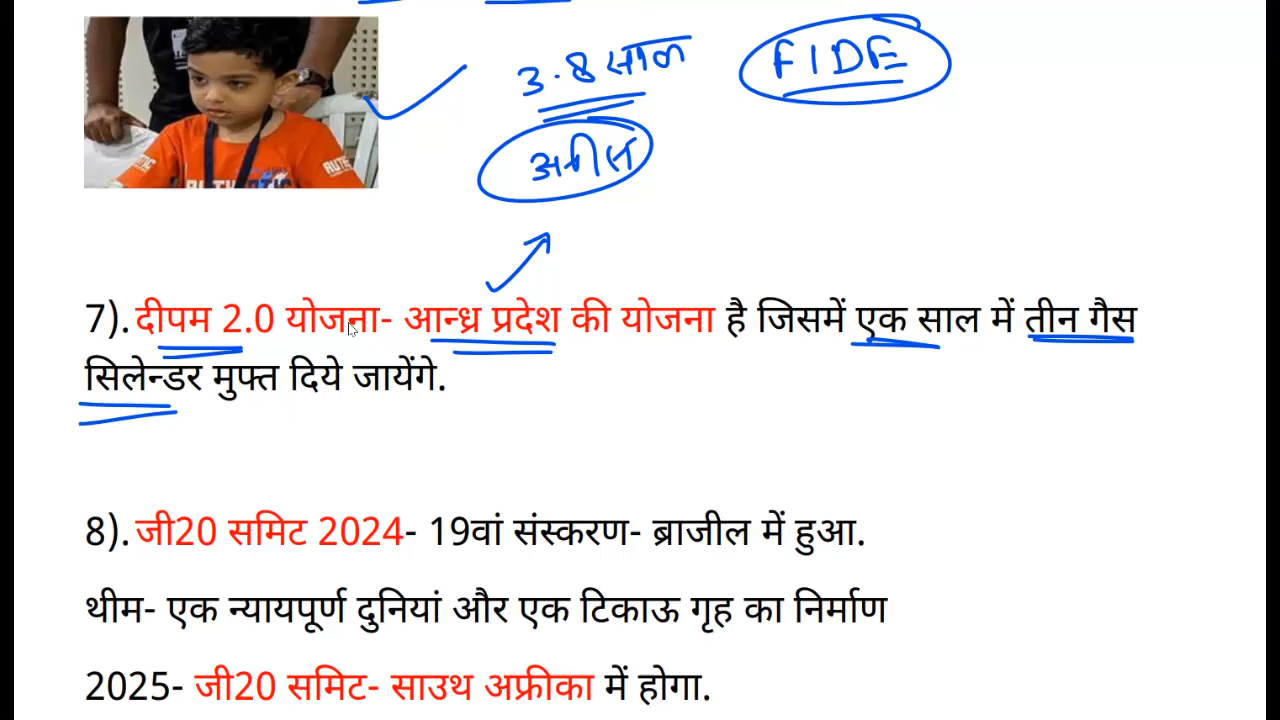 3.8 साल
FIDE
अनीस
7). दीपम 2.0 योजना- आन्ध्र प्रदेश की योजना है जिसमें एक साल में तीन गैस
सिलेन्डर मुफ्त दिये जायेंगे.
8). जी20 समिट 2024- 19वां संस्करण- ब्राजील में हुआ.
थीम- एक न्यायपूर्ण दुनियां और एक टिकाऊ गृह का निर्माण
2025- जी20 समिट- साउथ अफ्रीका में होगा.